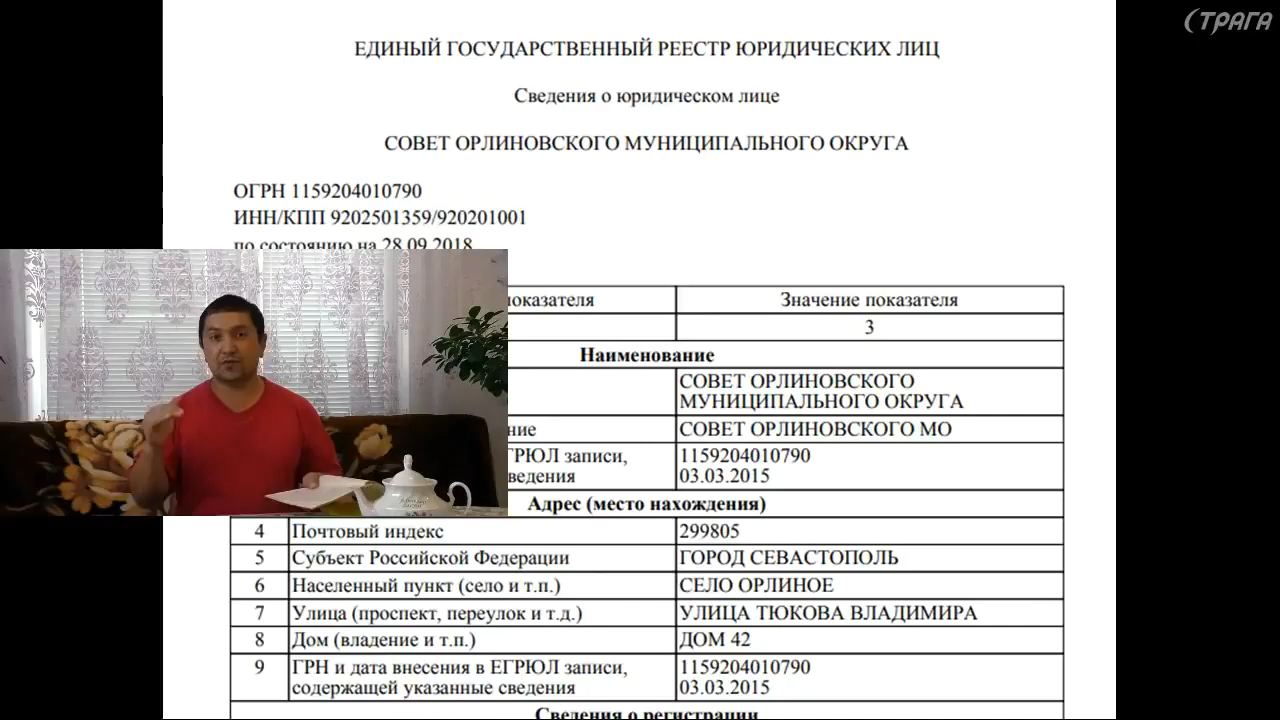 СТРАГА
ЕДИНЫЙ ГОСУДАРСТВЕННЫЙ РЕЕСТР ЮРИДИЧЕСКИХ ЛИЦ
Сведения о юридическом лице
СОВЕТ ОРЛИНОВСКОГО МУНИЦИПАЛЬНОГО ОКРУГА
ОГРН 1159204010790
ИНН/КПП 9202501359/920201001
по состоянию на 28.09.2018
показателя Значение показателя
3
Наименование
СОВЕТ ОРЛИНОВСКОГО
МУНИЦИПАЛЬНОГО ОКРУГА
ние СОВЕТ ОРЛИНОВСКОГО МО
ГРЮЛ записи, 1159204010790
ведения 03.03.2015
Адрес (место нахождения)
4 Почтовый индекс 299805
5 Субъект Российской Федерации ГОРОД СЕВАСТОПОЛЬ
6 Населенный пункт (село и т.п.) СЕЛО ОРЛИНОЕ
7 Улица (проспект, переулок и т.д.) УЛИЦА ТЮКОВА ВЛАДИМИРА
8 Дом (владение и т.п.) ДОМ 42
9 ГРН и дата внесения в ЕГРЮЛ записи, 1159204010790
содержащей указанные сведения 03.03.2015
Сведения о регистрации